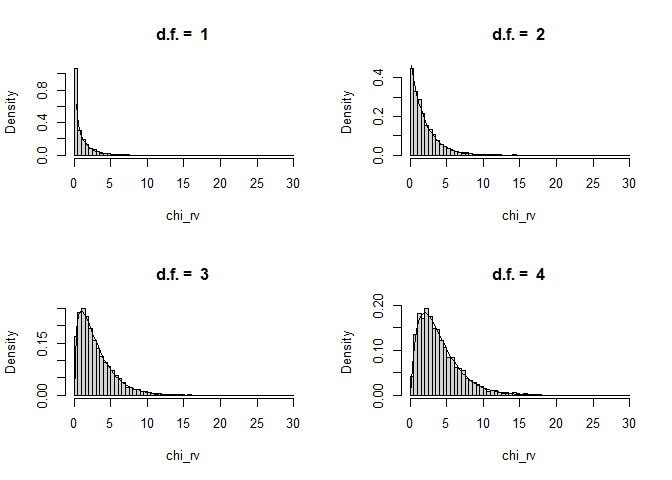 d.f. = 1
Density
0.0 0.4 0.8
0 5 10 15 20 25 30
chi_rv
d.f. = 2
Density
0.0 0.2 0.4
0 5 10 15 20 25 30
chi_rv
d.f. = 3
Density
0.00 0.15
0 5 10 15 20 25 30
chi_rv
d.f. = 4
Density
0.00 0.10 0.20
0 5 10 15 20 25 30
chi_rv